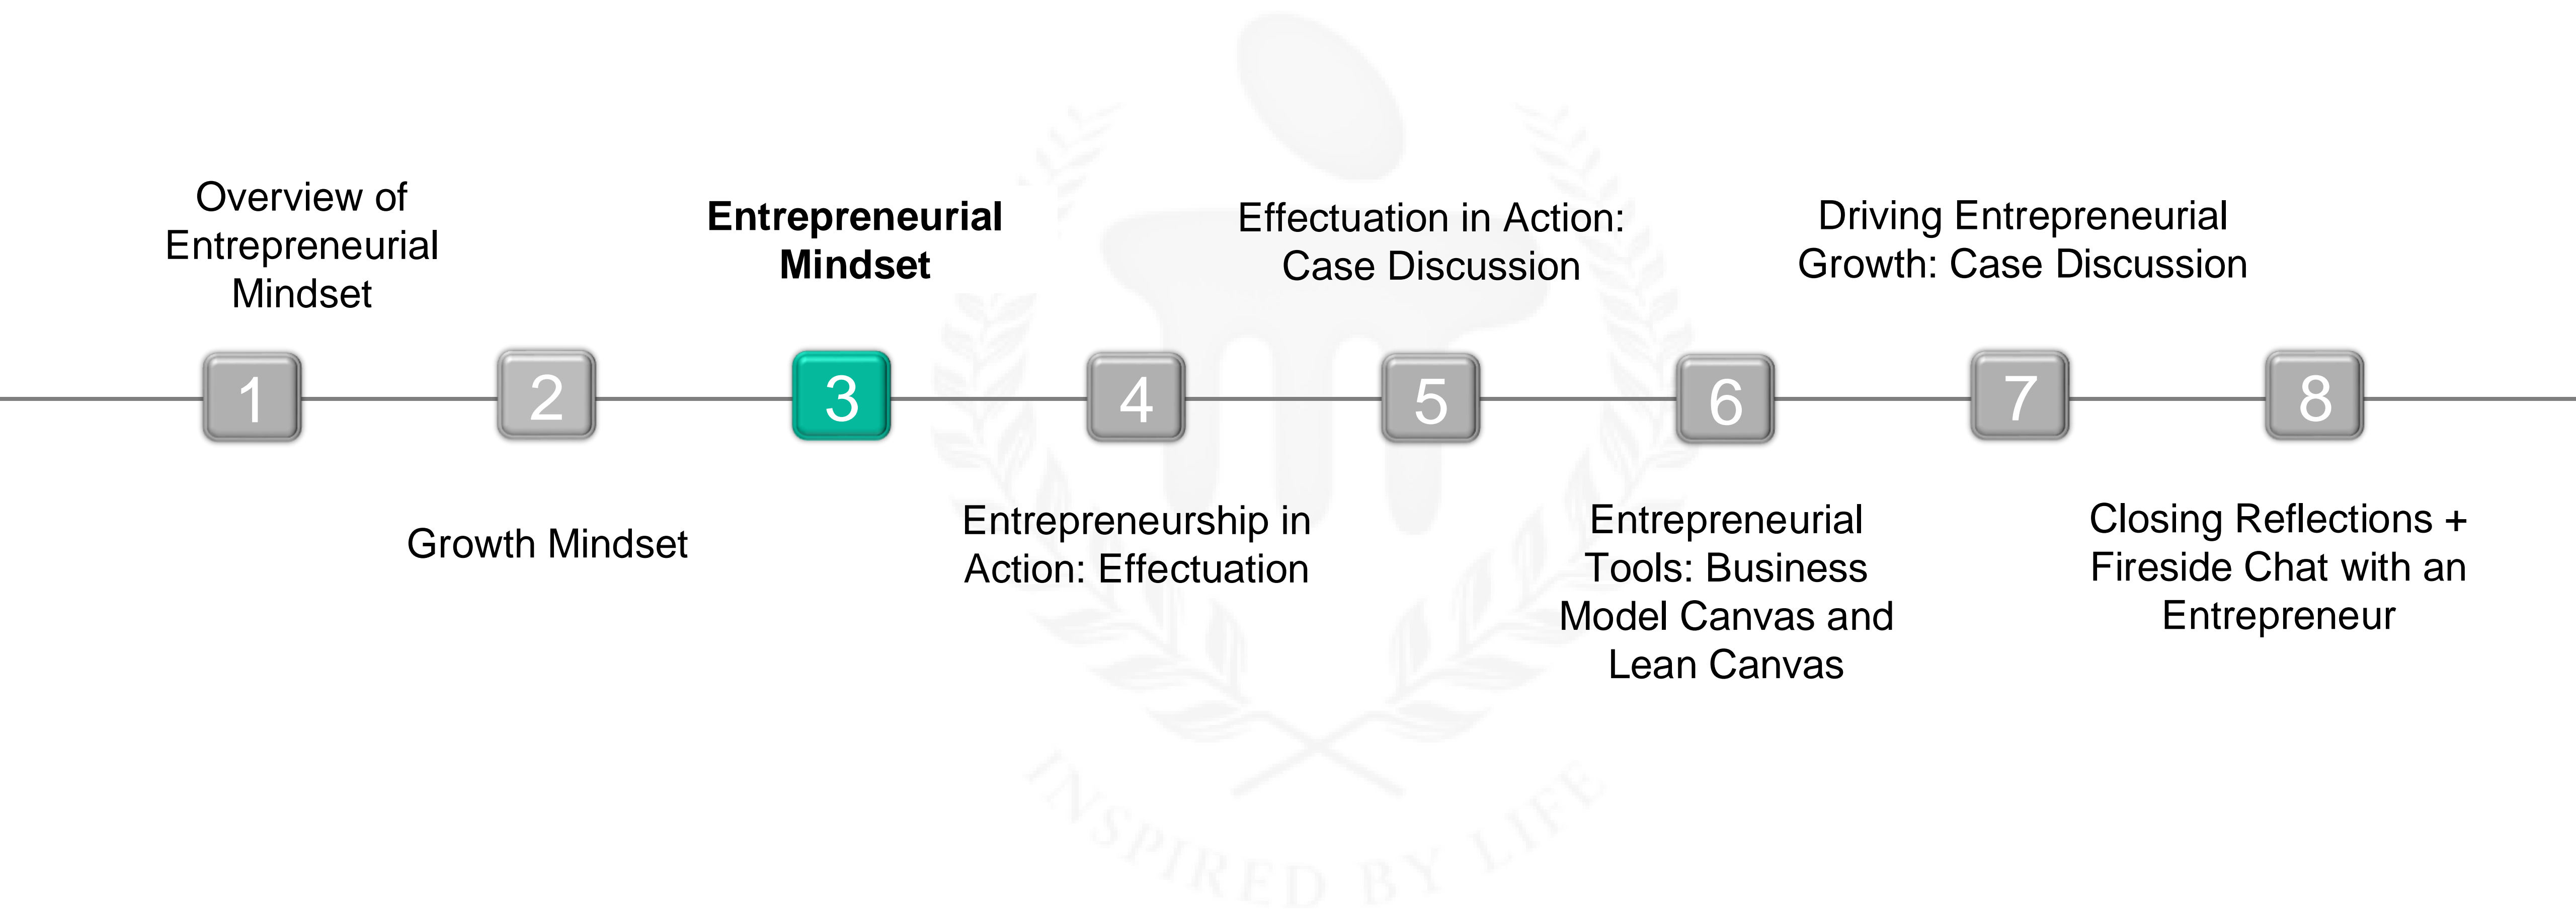 Overview of
Entrepreneurial
Mindset
1
Growth Mindset
2
Entrepreneurial
Mindset
3
Entrepreneurship in
Action: Effectuation
4
Effectuation in Action:
Case Discussion
5
Entrepreneurial
Tools: Business
Model Canvas and
Lean Canvas
6
Driving Entrepreneurial
Growth: Case Discussion
7
Closing Reflections +
Fireside Chat with an
Entrepreneur
8
INSPIRED BY LIFE